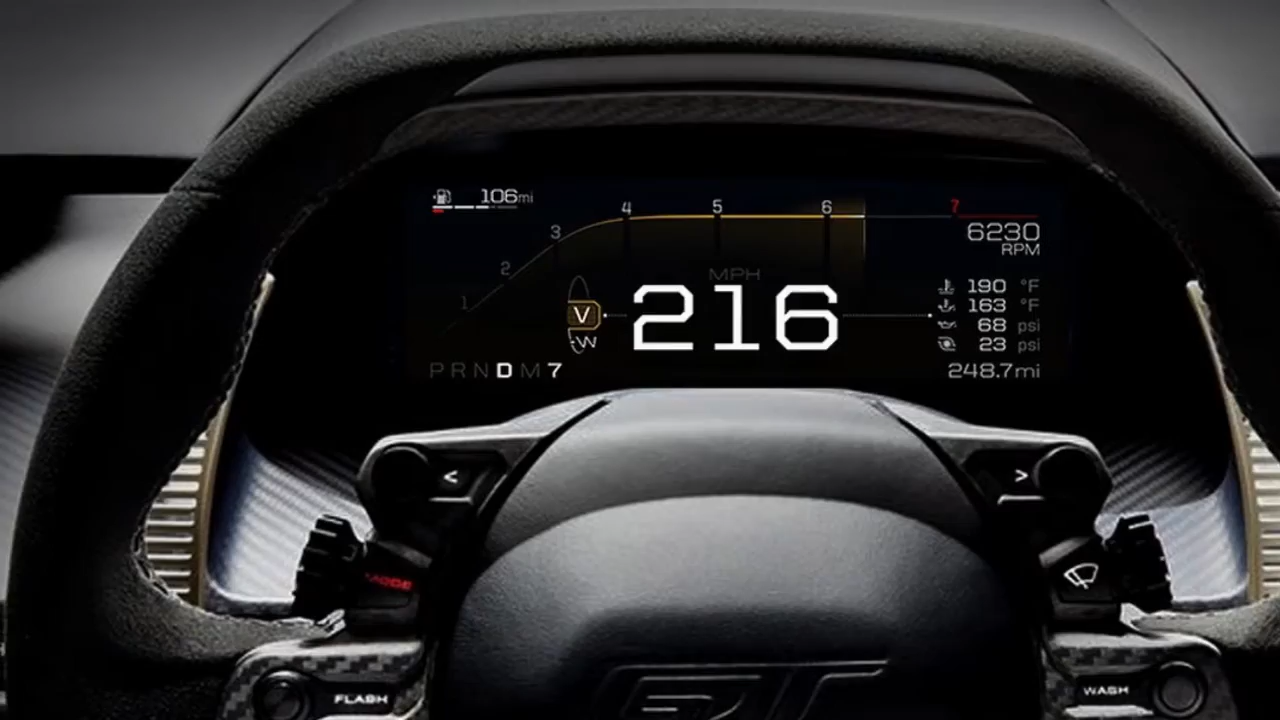 106mi
1 2 3 4 5 6 7
6230
RPM
MPH
216
V
W
190 °F
163 °F
68 psi
23 psi
PRNDM7
248.7mi
< >
MODE
FLASH
WASH
GT